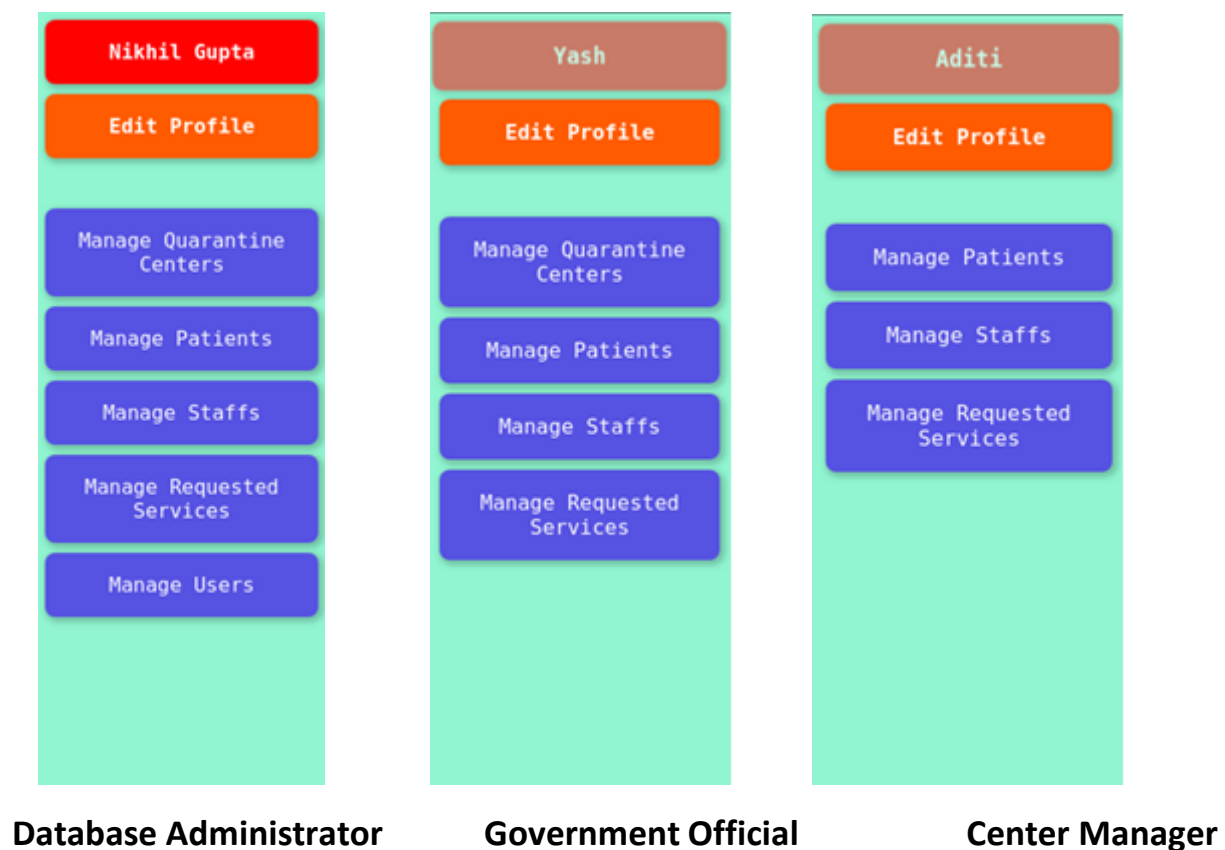 Nikhil Gupta
Edit Profile
Manage Quarantine
Centers
Manage Patients
Manage Staffs
Manage Requested
Services
Manage Users
Database Administrator
Yash
Edit Profile
Manage Quarantine
Centers
Manage Patients
Manage Staffs
Manage Requested
Services
Government Official
Aditi
Edit Profile
Manage Patients
Manage Staffs
Manage Requested
Services
Center Manager